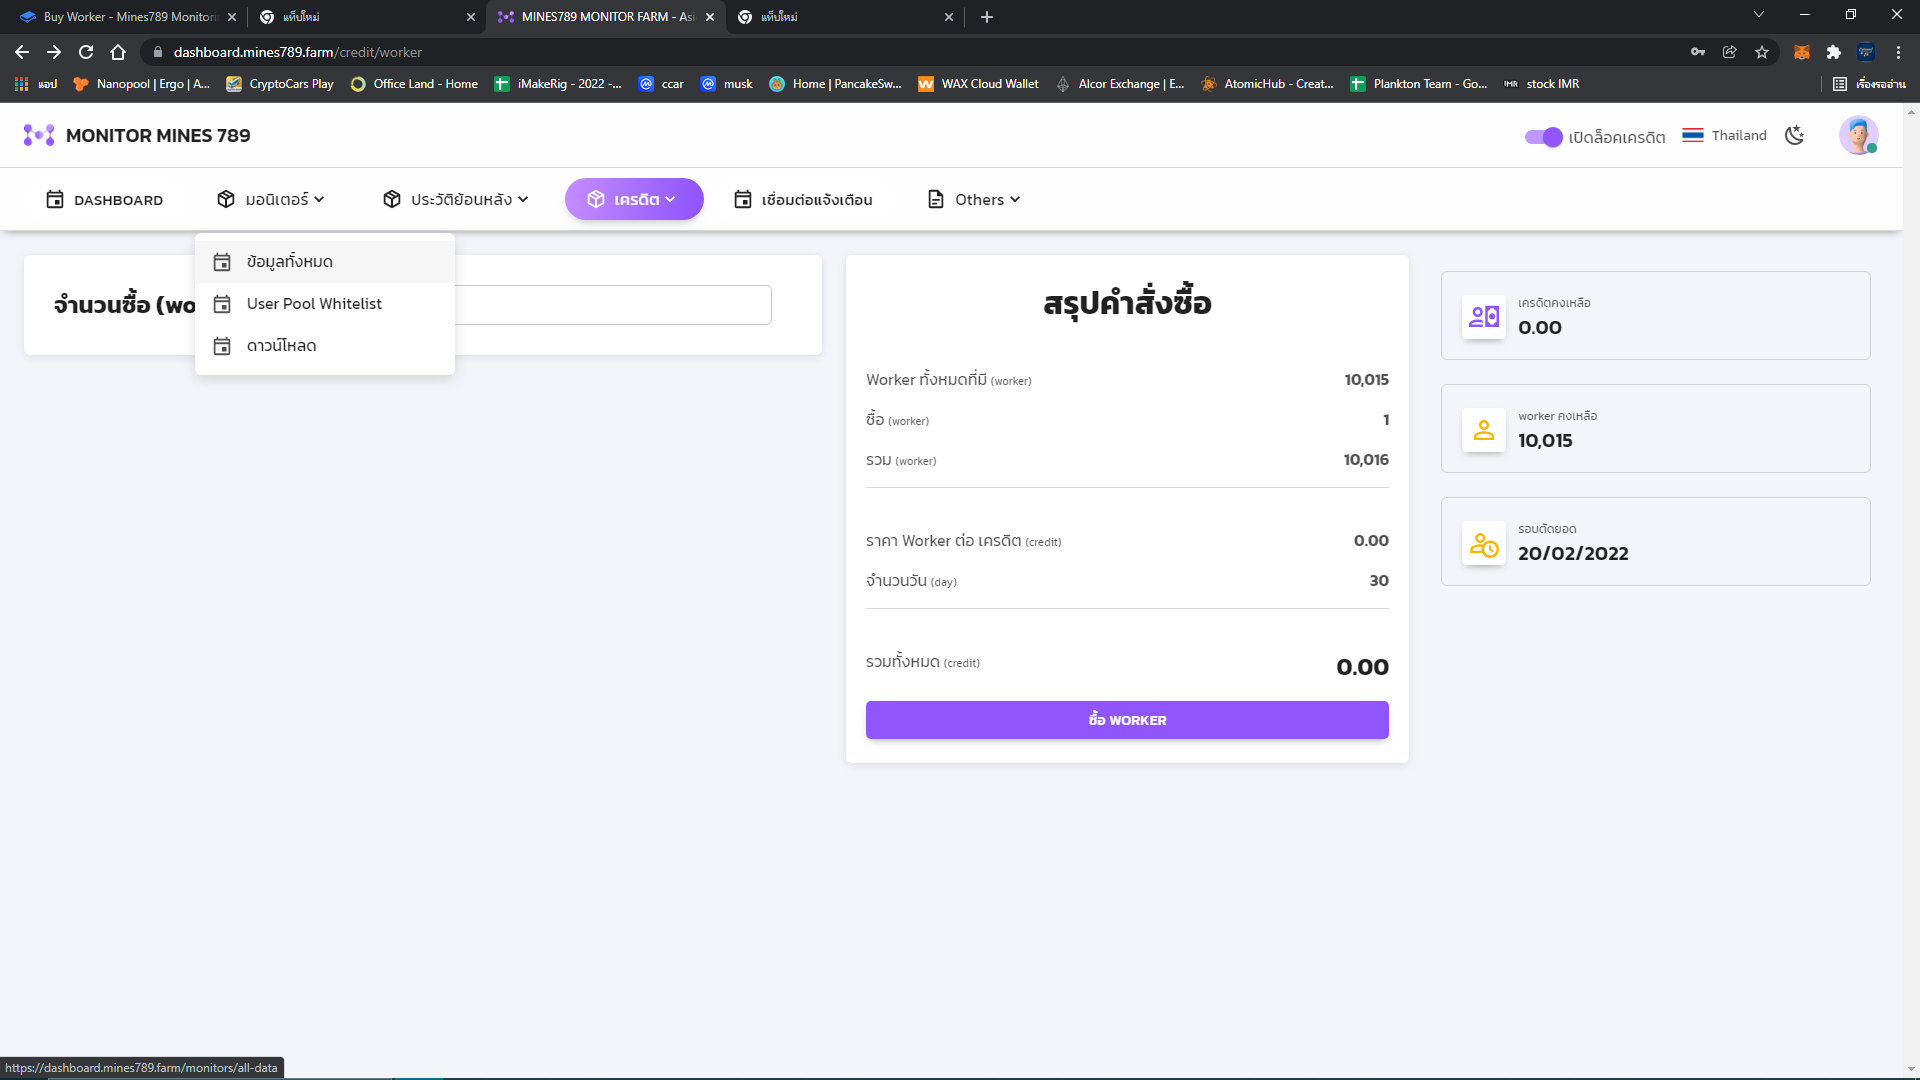 Buy Worker - Mines789 Monitori
แท็บใหม่
MINES789 MONITOR FARM - Asi
แท็บใหม่
dashboard.mines789.farm/credit/worker
แอป
Nanopool | Ergo | A...
CryptoCars Play
Office Land - Home
iMakeRig - 2022 -...
ccar
musk
Home | PancakeSw...
WAX Cloud Wallet
Alcor Exchange | E...
AtomicHub - Creat...
Plankton Team - Go...
IMR
stock IMR
เรื่องรออ่าน
MONITOR MINES 789
เปิดล็อคเครดิต
Thailand
DASHBOARD
มอนิเตอร์
ประวัติย้อนหลัง
เครดิต
เชื่อมต่อแจ้งเตือน
Others
ข้อมูลทั้งหมด
User Pool Whitelist
ดาวน์โหลด
จำนวนซื้อ (wo
สรุปคำสั่งซื้อ
Worker ทั้งหมดที่มี (worker) 10,015
ซื้อ (worker) 1
รวม (worker) 10,016
ราคา Worker ต่อ เครดิต (credit) 0.00
จำนวนวัน (day) 30
รวมทั้งหมด (credit) 0.00
ซื้อ WORKER
เครดิตคงเหลือ
0.00
worker คงเหลือ
10,015
รอบตัดยอด
20/02/2022
https://dashboard.mines789.farm/monitors/all-data